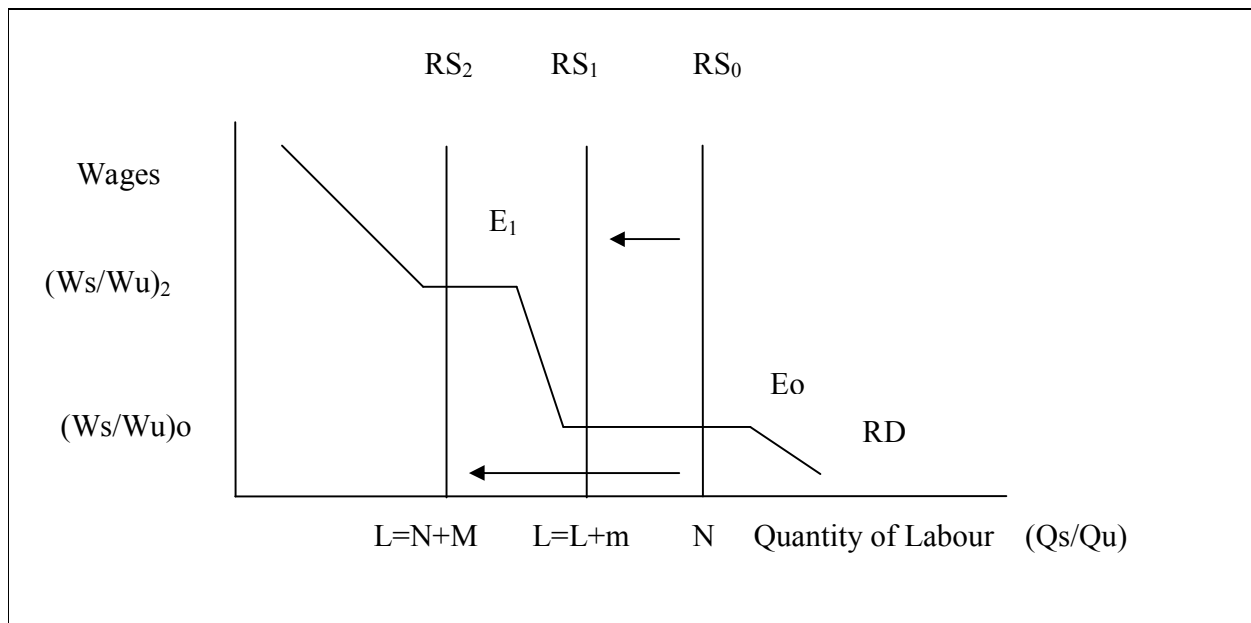 RS₂ RS₁ RS₀
Wages
E₁
(Ws/Wu)₂
Eo
(Ws/Wu)o
RD
L=N+M L=L+m N Quantity of Labour (Qs/Qu)